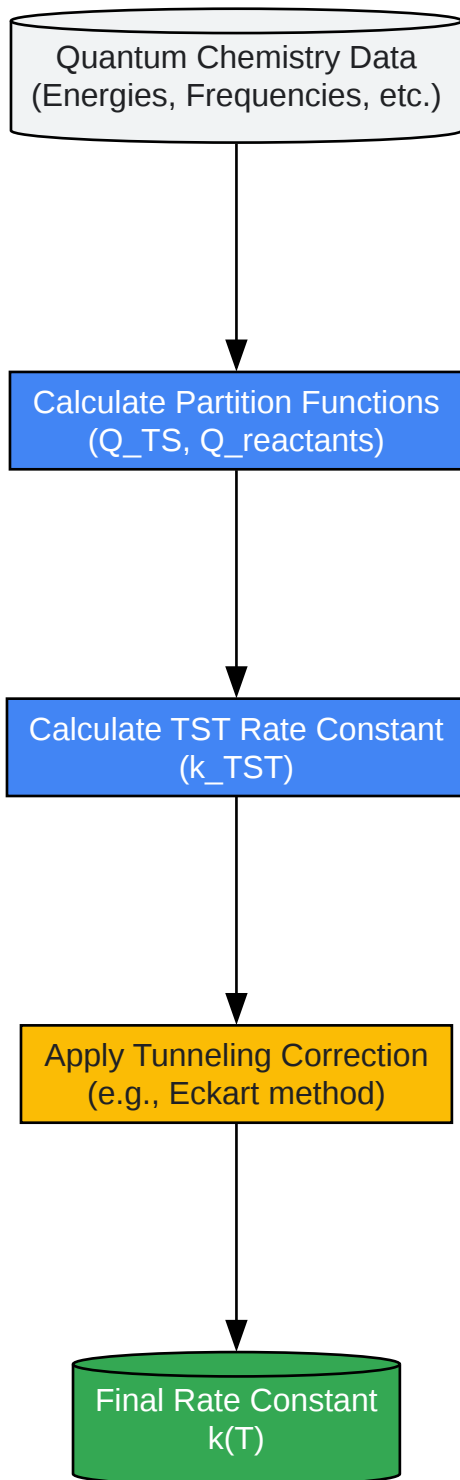 Quantum Chemistry Data
(Energies, Frequencies, etc.)
Calculate Partition Functions
(Q_TS, Q_reactants)
Calculate TST Rate Constant
(k_TST)
Apply Tunneling Correction
(e.g., Eckart method)
Final Rate Constant
k(T)